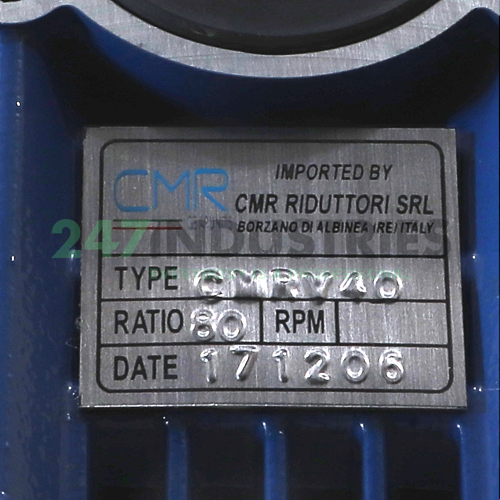 IMPORTED BY
CMR
GROUP
CMR RIDUTTORI SRL
BORZANO DI ALBINEA (RE) ITALY
247INDUSTRIES
TYPE CMRV40
RATIO 80 RPM
DATE 171206